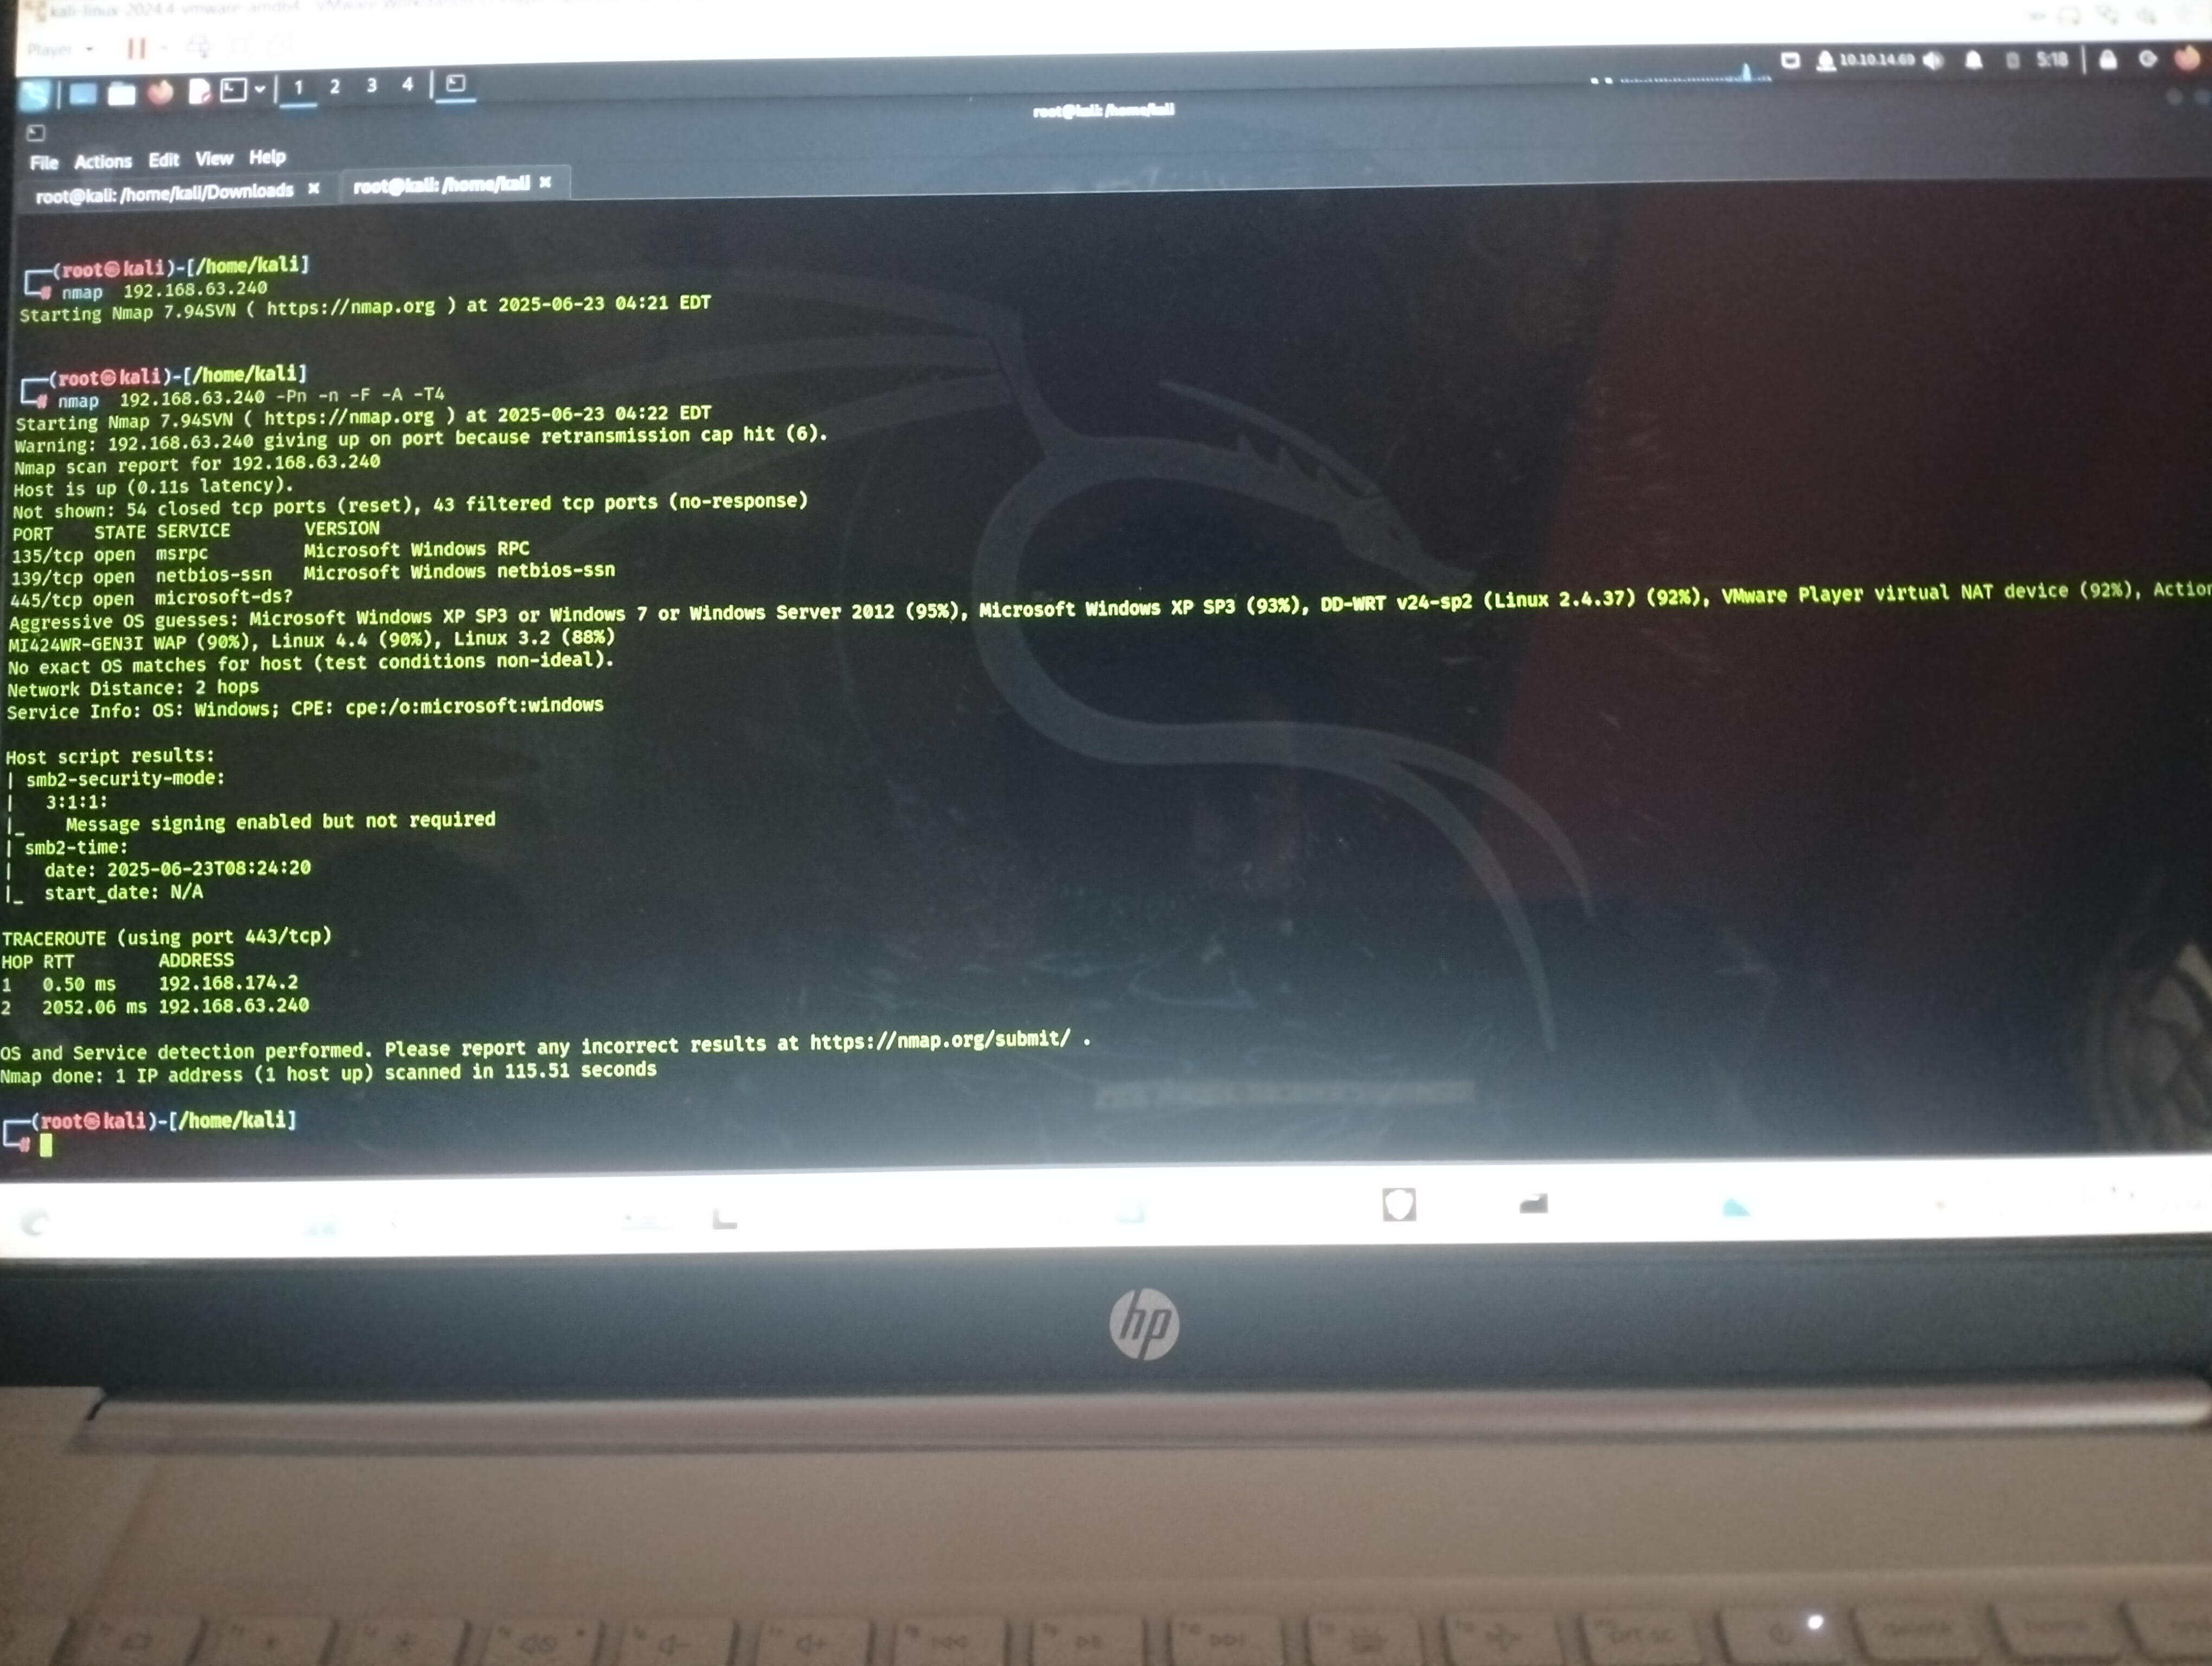 kali-linux-2024.4-vmware-amd64 - VMware Workstation
Player
1 2 3 4
10.10.14.69
5:18
root@kali: /home/kali
File Actions Edit View Help
root@kali: /home/kali/Downloads × root@kali: /home/kali ×
┌──(root㉿kali)-[/home/kali]
└─# nmap  192.168.63.240
Starting Nmap 7.94SVN ( https://nmap.org ) at 2025-06-23 04:21 EDT
┌──(root㉿kali)-[/home/kali]
└─# nmap  192.168.63.240 -Pn -n -F -A -T4
Starting Nmap 7.94SVN ( https://nmap.org ) at 2025-06-23 04:22 EDT
Warning: 192.168.63.240 giving up on port because retransmission cap hit (6).
Nmap scan report for 192.168.63.240
Host is up (0.11s latency).
Not shown: 54 closed tcp ports (reset), 43 filtered tcp ports (no-response)
PORT    STATE SERVICE       VERSION
135/tcp open  msrpc         Microsoft Windows RPC
139/tcp open  netbios-ssn   Microsoft Windows netbios-ssn
445/tcp open  microsoft-ds?
Aggressive OS guesses: Microsoft Windows XP SP3 or Windows 7 or Windows Server 2012 (95%), Microsoft Windows XP SP3 (93%), DD-WRT v24-sp2 (Linux 2.4.37) (92%), VMware Player virtual NAT device (92%), Action
MI424WR-GEN3I WAP (90%), Linux 4.4 (90%), Linux 3.2 (88%)
No exact OS matches for host (test conditions non-ideal).
Network Distance: 2 hops
Service Info: OS: Windows; CPE: cpe:/o:microsoft:windows
Host script results:
| smb2-security-mode:
|   3:1:1:
|_    Message signing enabled but not required
| smb2-time:
|   date: 2025-06-23T08:24:20
|_  start_date: N/A
TRACEROUTE (using port 443/tcp)
HOP RTT        ADDRESS
1   0.50 ms    192.168.174.2
2   2052.06 ms 192.168.63.240
OS and Service detection performed. Please report any incorrect results at https://nmap.org/submit/ .
Nmap done: 1 IP address (1 host up) scanned in 115.51 seconds
┌──(root㉿kali)-[/home/kali]
└─#
hp
prt sc
delete
home